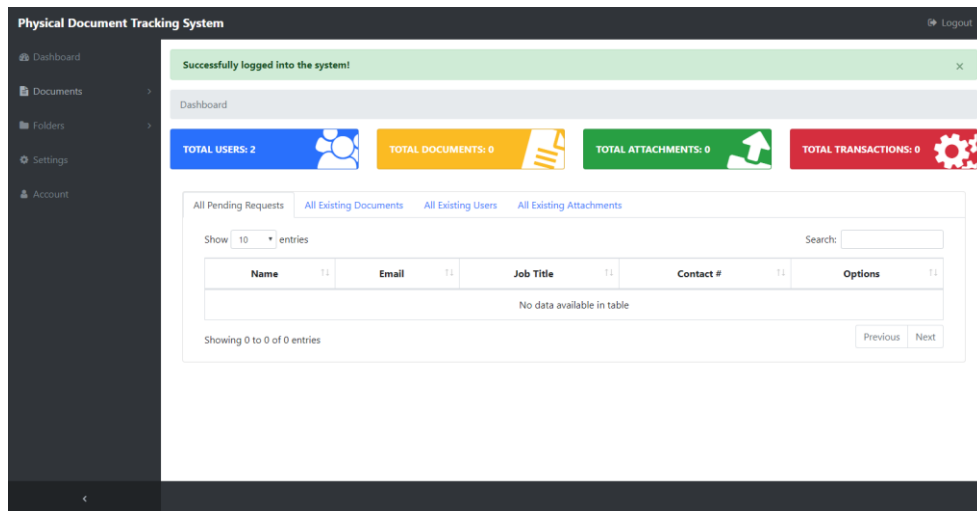 Physical Document Tracking System
Logout
Dashboard
Documents
Folders
Settings
Account
Successfully logged into the system!
×
Dashboard
TOTAL USERS: 2
TOTAL DOCUMENTS: 0
TOTAL ATTACHMENTS: 0
TOTAL TRANSACTIONS: 0
All Pending Requests All Existing Documents All Existing Users All Existing Attachments
Show 10 entries
Search:
Name Email Job Title Contact # Options
No data available in table
Showing 0 to 0 of 0 entries
Previous Next